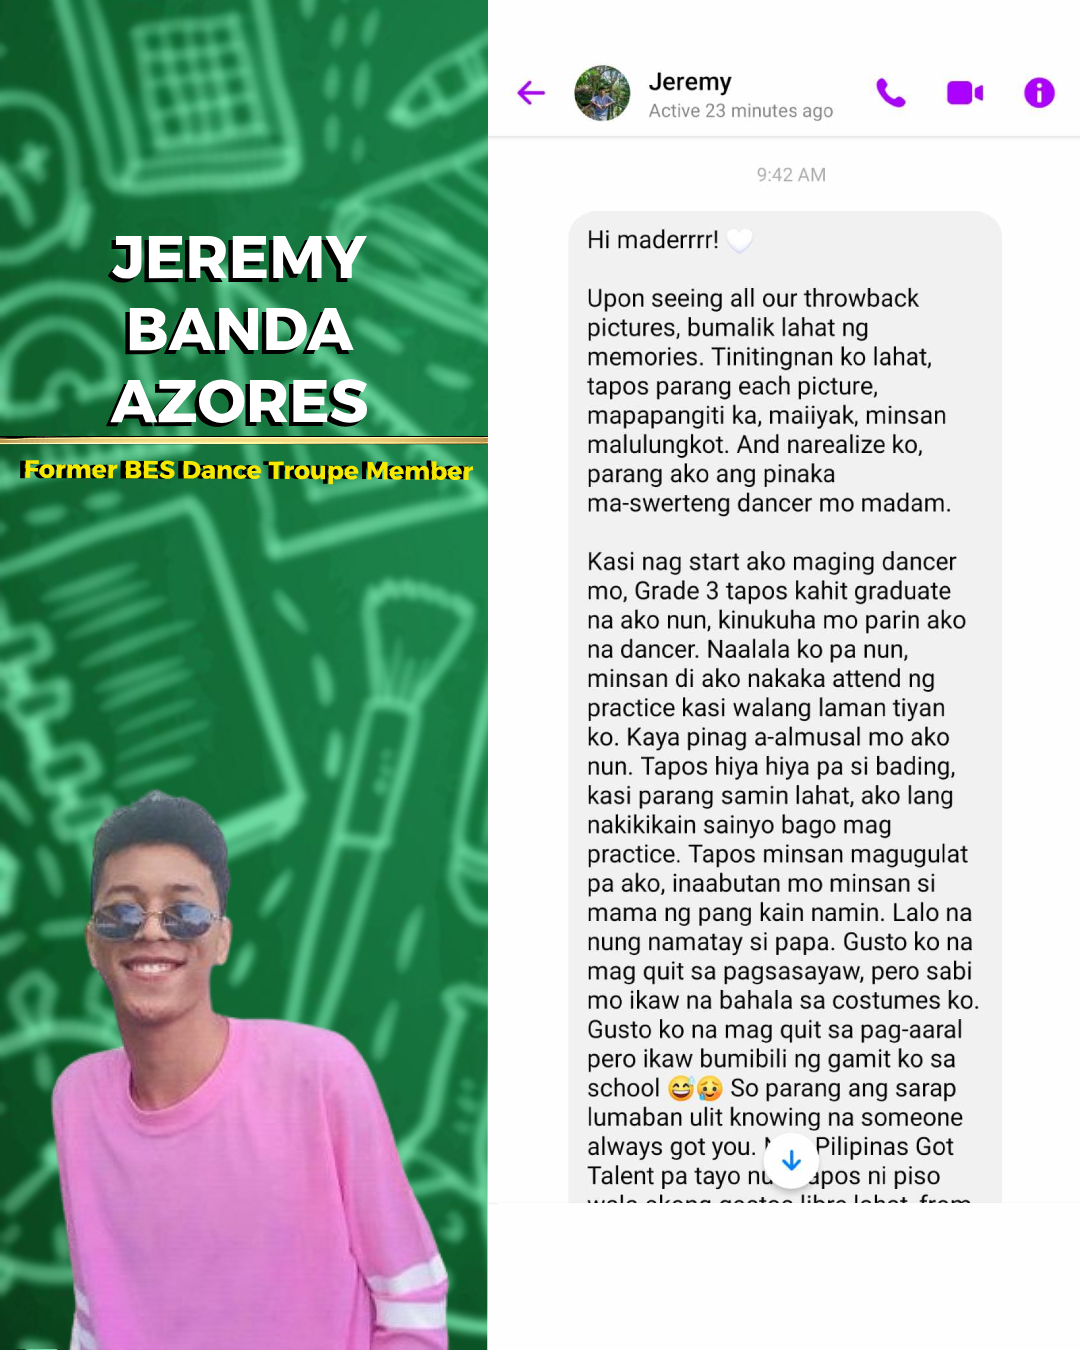 JEREMY
BANDA
AZORES
Former BES Dance Troupe Member
Jeremy
Active 23 minutes ago
9:42 AM
Hi maderrrr! 🤍
Upon seeing all our throwback
pictures, bumalik lahat ng
memories. Tinitingnan ko lahat,
tapos parang each picture,
mapapangiti ka, maiiyak, minsan
malulungkot. And narealize ko,
parang ako ang pinaka
ma-swerteng dancer mo madam.
Kasi nag start ako maging dancer
mo, Grade 3 tapos kahit graduate
na ako nun, kinukuha mo parin ako
na dancer. Naalala ko pa nun,
minsan di ako nakaka attend ng
practice kasi walang laman tiyan
ko. Kaya pinag a-almusal mo ako
nun. Tapos hiya hiya pa si bading,
kasi parang samin lahat, ako lang
nakikikain sainyo bago mag
practice. Tapos minsan magugulat
pa ako, inaabutan mo minsan si
mama ng pang kain namin. Lalo na
nung namatay si papa. Gusto ko na
mag quit sa pagsasayaw, pero sabi
mo ikaw na bahala sa costumes ko.
Gusto ko na mag quit sa pag-aaral
pero ikaw bumibili ng gamit ko sa
school 😅🥲 So parang ang sarap
lumaban ulit knowing na someone
always got you. Pilipinas Got
Talent pa tayo ni piso